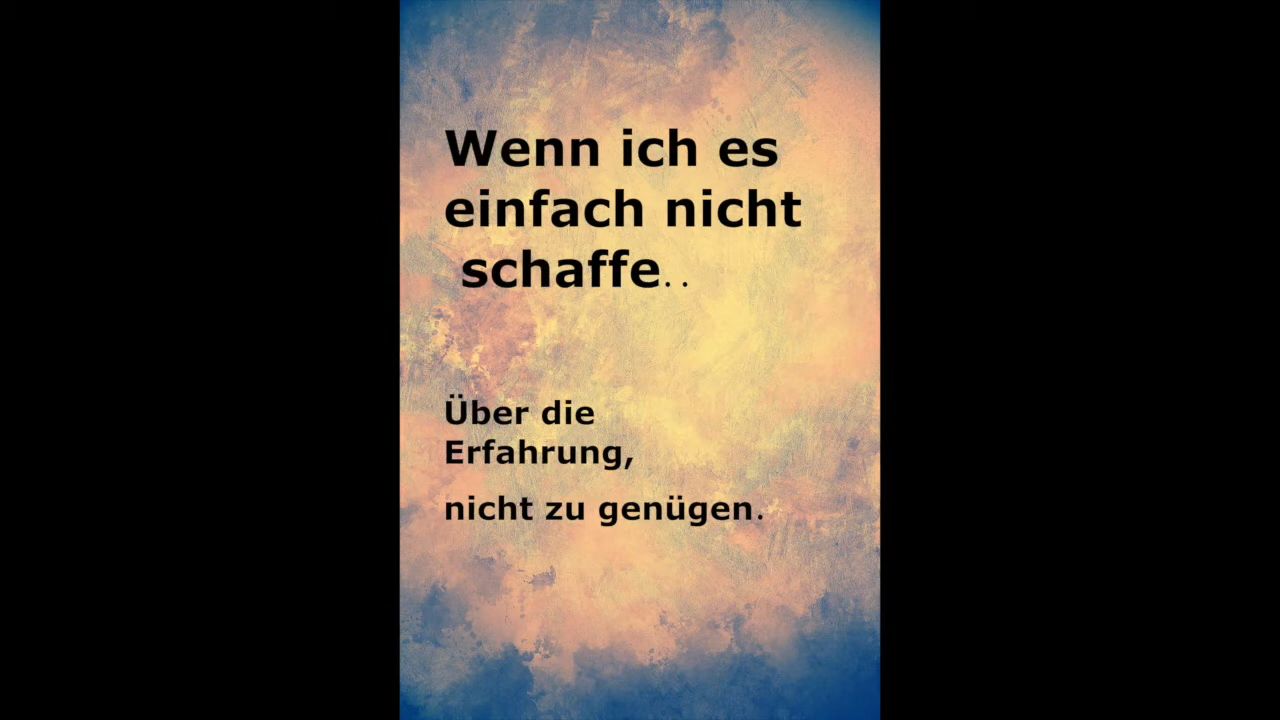 Wenn ich es
einfach nicht
schaffe..
Über die
Erfahrung,
nicht zu genügen.